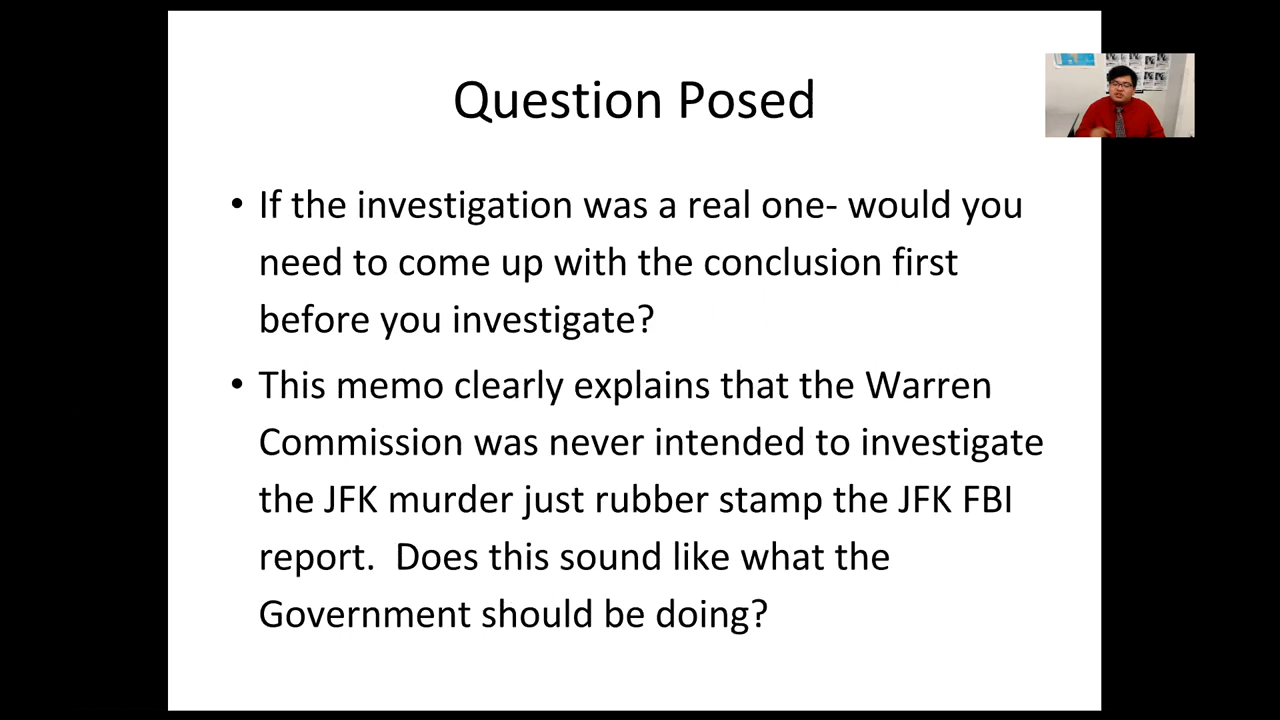 Question Posed
• If the investigation was a real one- would you
need to come up with the conclusion first
before you investigate?
• This memo clearly explains that the Warren
Commission was never intended to investigate
the JFK murder just rubber stamp the JFK FBI
report.  Does this sound like what the
Government should be doing?